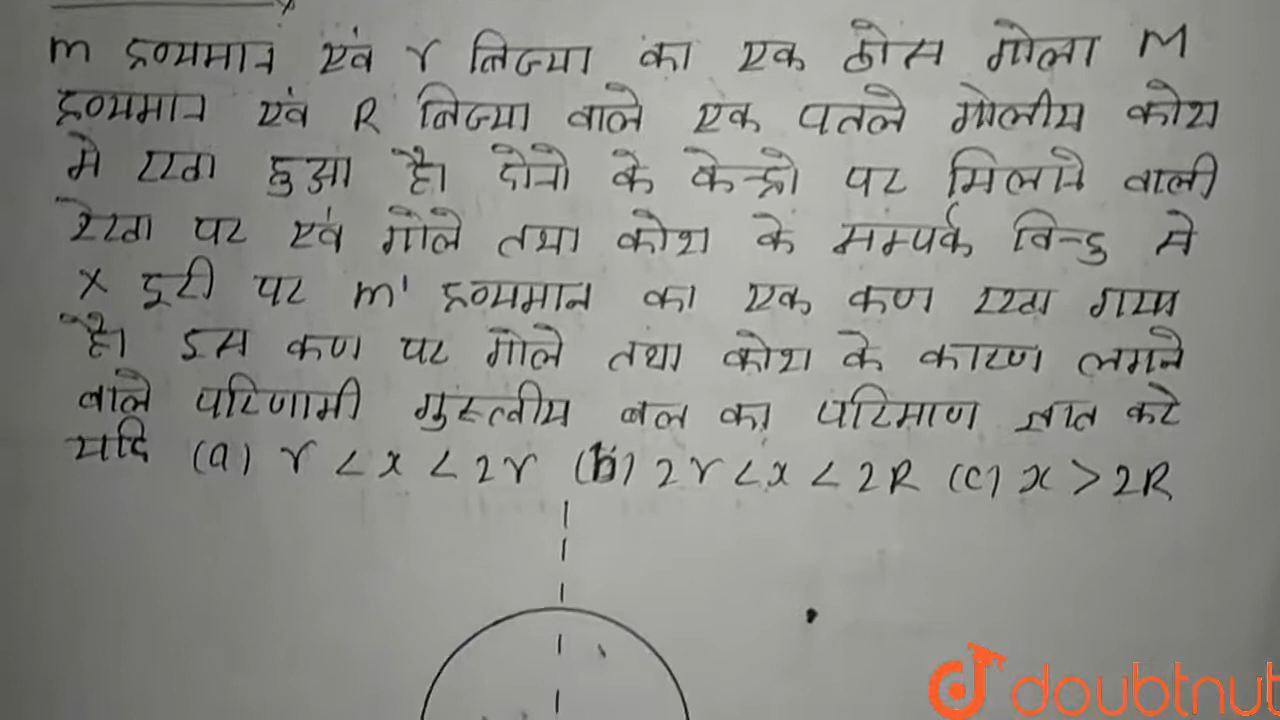 m द्रव्यमान एवं r त्रिज्या का एक ठोस गोला M
द्रव्यमान एवं R त्रिज्या वाले एक पतले गोलीय कोश
मे रखा हुआ है। दोनो के केन्द्रो पर मिलाने वाली
रेखा पर एवं गोले तथा कोश के सम्पर्क विन्दु से
x दूरी पर m' द्रव्यमान का एक कण रखा गया
है। इस कण पर गोले तथा कोश के कारण लगने
वाले परिणामी गुरूत्वीय बल का परिमाण ज्ञात करे
यदि (a) r < x < 2r (b) 2r < x < 2R (c) x > 2R
doubtnut